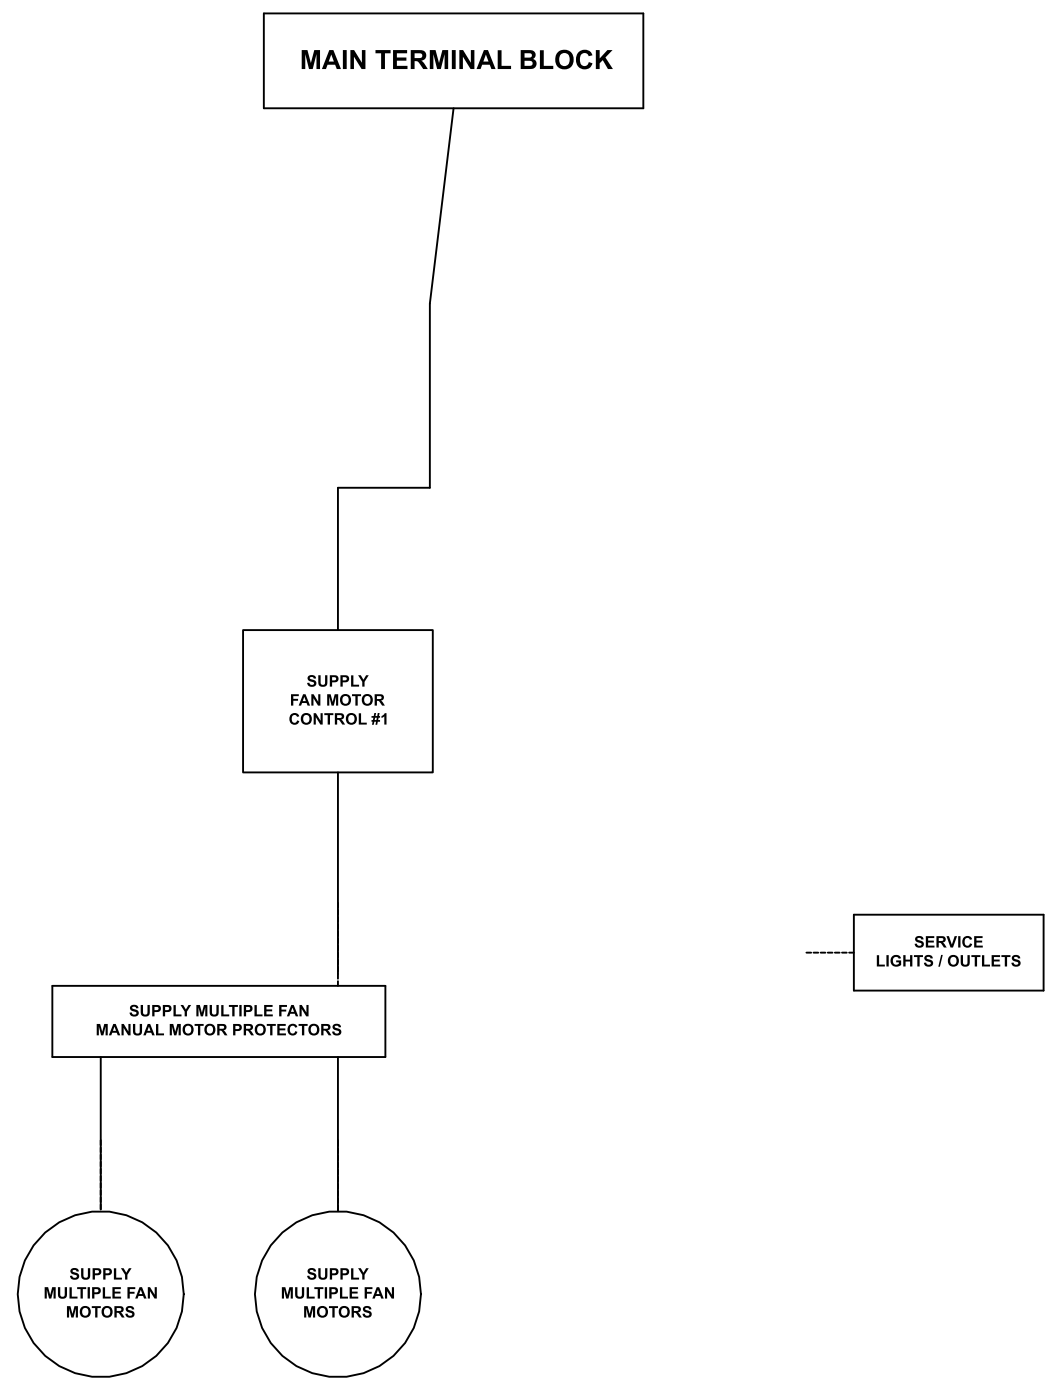 MAIN TERMINAL BLOCK
SUPPLY
FAN MOTOR
CONTROL #1
SERVICE
LIGHTS / OUTLETS
SUPPLY MULTIPLE FAN
MANUAL MOTOR PROTECTORS
SUPPLY
MULTIPLE FAN
MOTORS
SUPPLY
MULTIPLE FAN
MOTORS